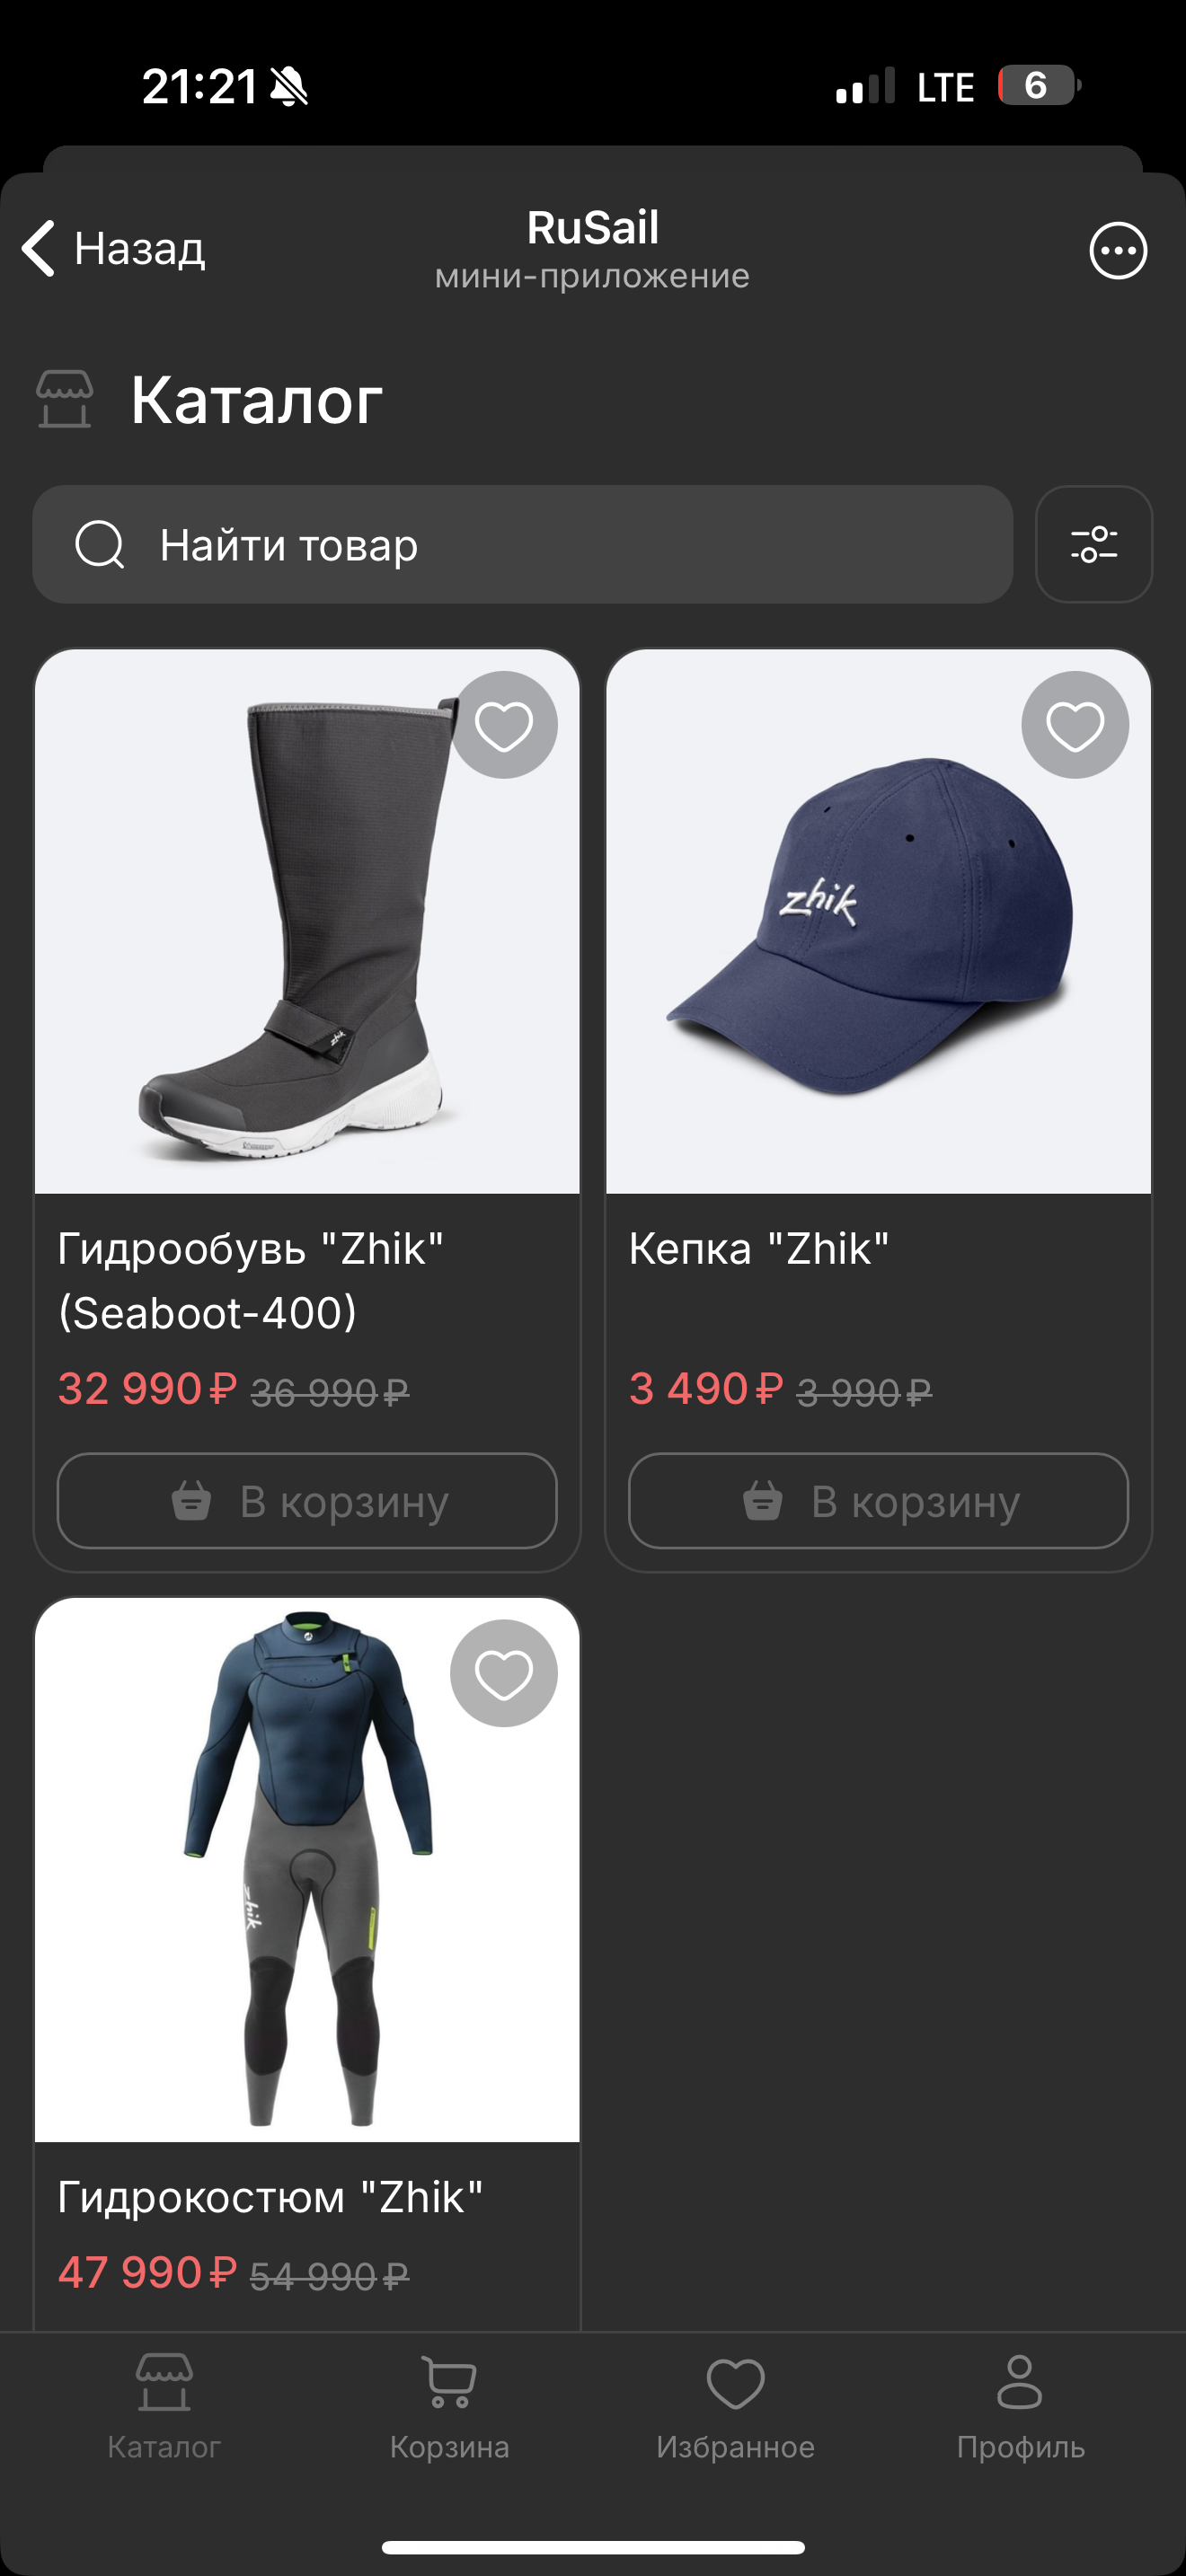 21:21
LTE
6
Назад
RuSail
мини-приложение
Каталог
Найти товар
zhik
zhik
Гидрообувь "Zhik"
(Seaboot-400)
32 990 ₽ 36 990 ₽
В корзину
Кепка "Zhik"
3 490 ₽ 3 990 ₽
В корзину
zhik
Гидрокостюм "Zhik"
47 990 ₽ 54 990 ₽
Каталог
Корзина
Избранное
Профиль